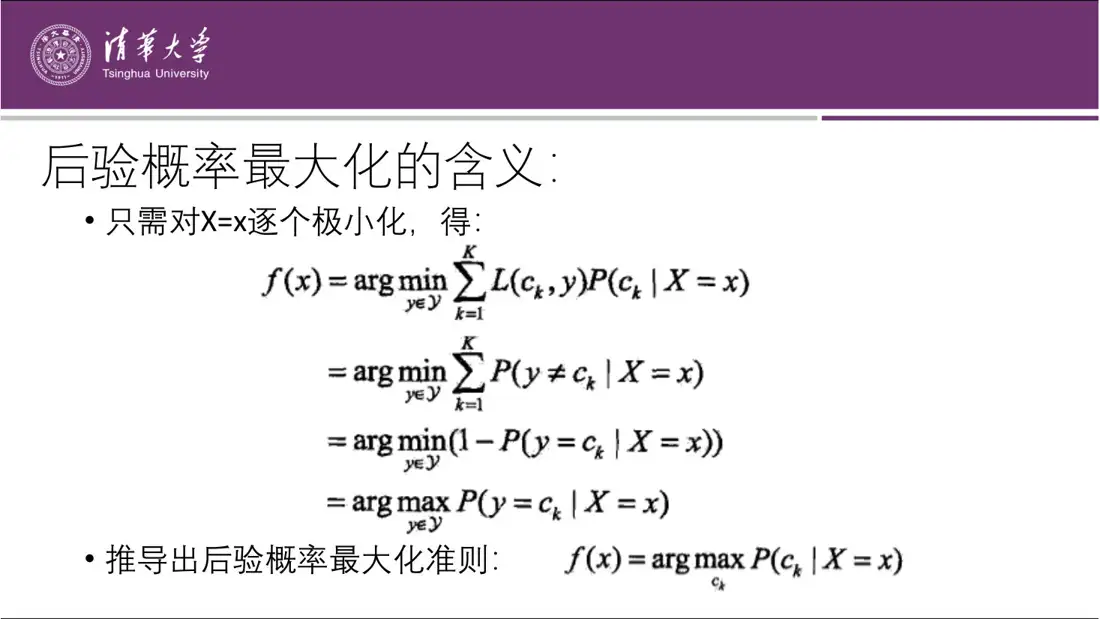 清華大学
Tsinghua University
后验概率最大化的含义：
• 只需对X=x逐个极小化，得：
f(x) = arg min_{y∈𝒴} ∑_{k=1}^{K} L(c_k, y)P(c_k | X = x)
= arg min_{y∈𝒴} ∑_{k=1}^{K} P(y ≠ c_k | X = x)
= arg min_{y∈𝒴} (1 − P(y = c_k | X = x))
= arg max_{y∈𝒴} P(y = c_k | X = x)
• 推导出后验概率最大化准则： f(x) = arg max_{c_k} P(c_k | X = x)